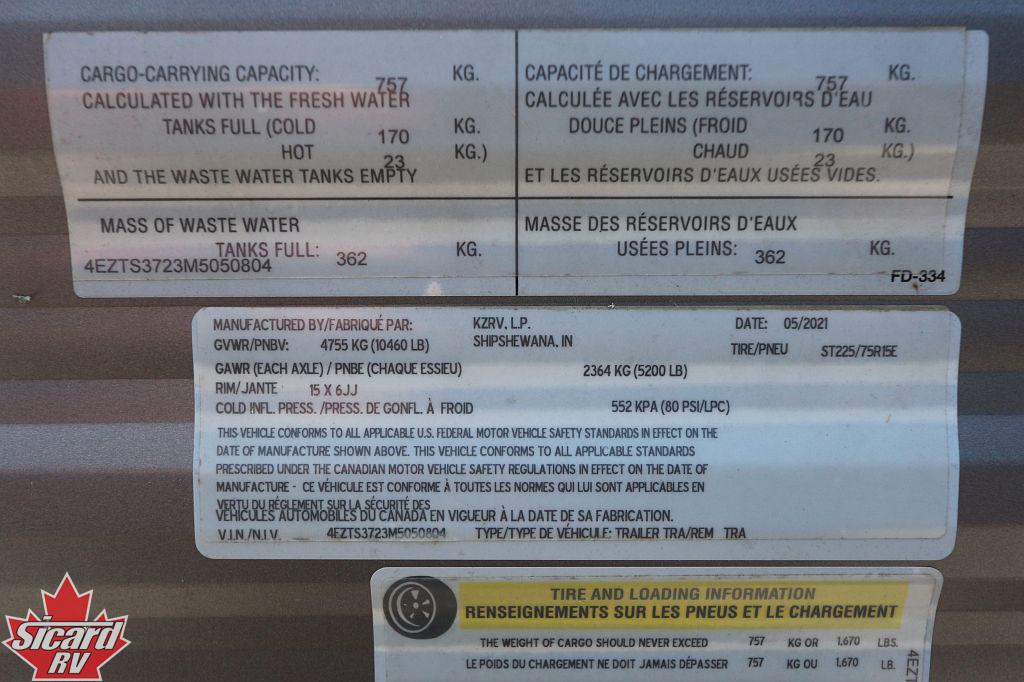 CARGO-CARRYING CAPACITY: 757 KG.
CALCULATED WITH THE FRESH WATER
TANKS FULL (COLD 170 KG.
HOT 23 KG.)
AND THE WASTE WATER TANKS EMPTY
MASS OF WASTE WATER
TANKS FULL: 362 KG.
4EZTS3723M5050804
CAPACITÉ DE CHARGEMENT: 757 KG.
CALCULÉE AVEC LES RÉSERVOIRS D'EAU
DOUCE PLEINS (FROID 170 KG.
CHAUD 23 KG.)
ET LES RÉSERVOIRS D'EAUX USÉES VIDES.
MASSE DES RÉSERVOIRS D'EAUX
USÉES PLEINS: 362 KG.
FD-334
MANUFACTURED BY/FABRIQUÉ PAR: KZRV, L.P. DATE: 05/2021
GVWR/PNBV: 4755 KG (10460 LB) SHIPSHEWANA, IN TIRE/PNEU ST225/75R15E
GAWR (EACH AXLE) / PNBE (CHAQUE ESSIEU) 2364 KG (5200 LB)
RIM/JANTE 15 X 6JJ
COLD INFL. PRESS. /PRESS. DE GONFL. À FROID 552 KPA (80 PSI/LPC)
THIS VEHICLE CONFORMS TO ALL APPLICABLE U.S. FEDERAL MOTOR VEHICLE SAFETY STANDARDS IN EFFECT ON THE
DATE OF MANUFACTURE SHOWN ABOVE. THIS VEHICLE CONFORMS TO ALL APPLICABLE STANDARDS
PRESCRIBED UNDER THE CANADIAN MOTOR VEHICLE SAFETY REGULATIONS IN EFFECT ON THE DATE OF
MANUFACTURE - CE VÉHICULE EST CONFORME À TOUTES LES NORMES QUI LUI SONT APPLICABLES EN
VERTU DU RÉGLEMENT SUR LA SÉCURITÉ DES
VÉHICULES AUTOMOBILES DU CANADA EN VIGUEUR À LA DATE DE SA FABRICATION.
V.I.N./N.I.V. 4EZTS3723M5050804 TYPE/TYPE DE VÉHICULE: TRAILER TRA/REM TRA
TIRE AND LOADING INFORMATION
RENSEIGNEMENTS SUR LES PNEUS ET LE CHARGEMENT
THE WEIGHT OF CARGO SHOULD NEVER EXCEED 757 KG OR 1,670 LBS.
LE POIDS DU CHARGEMENT NE DOIT JAMAIS DÉPASSER 757 KG OU 1,670 LB.
4EZT
Sicard
RV